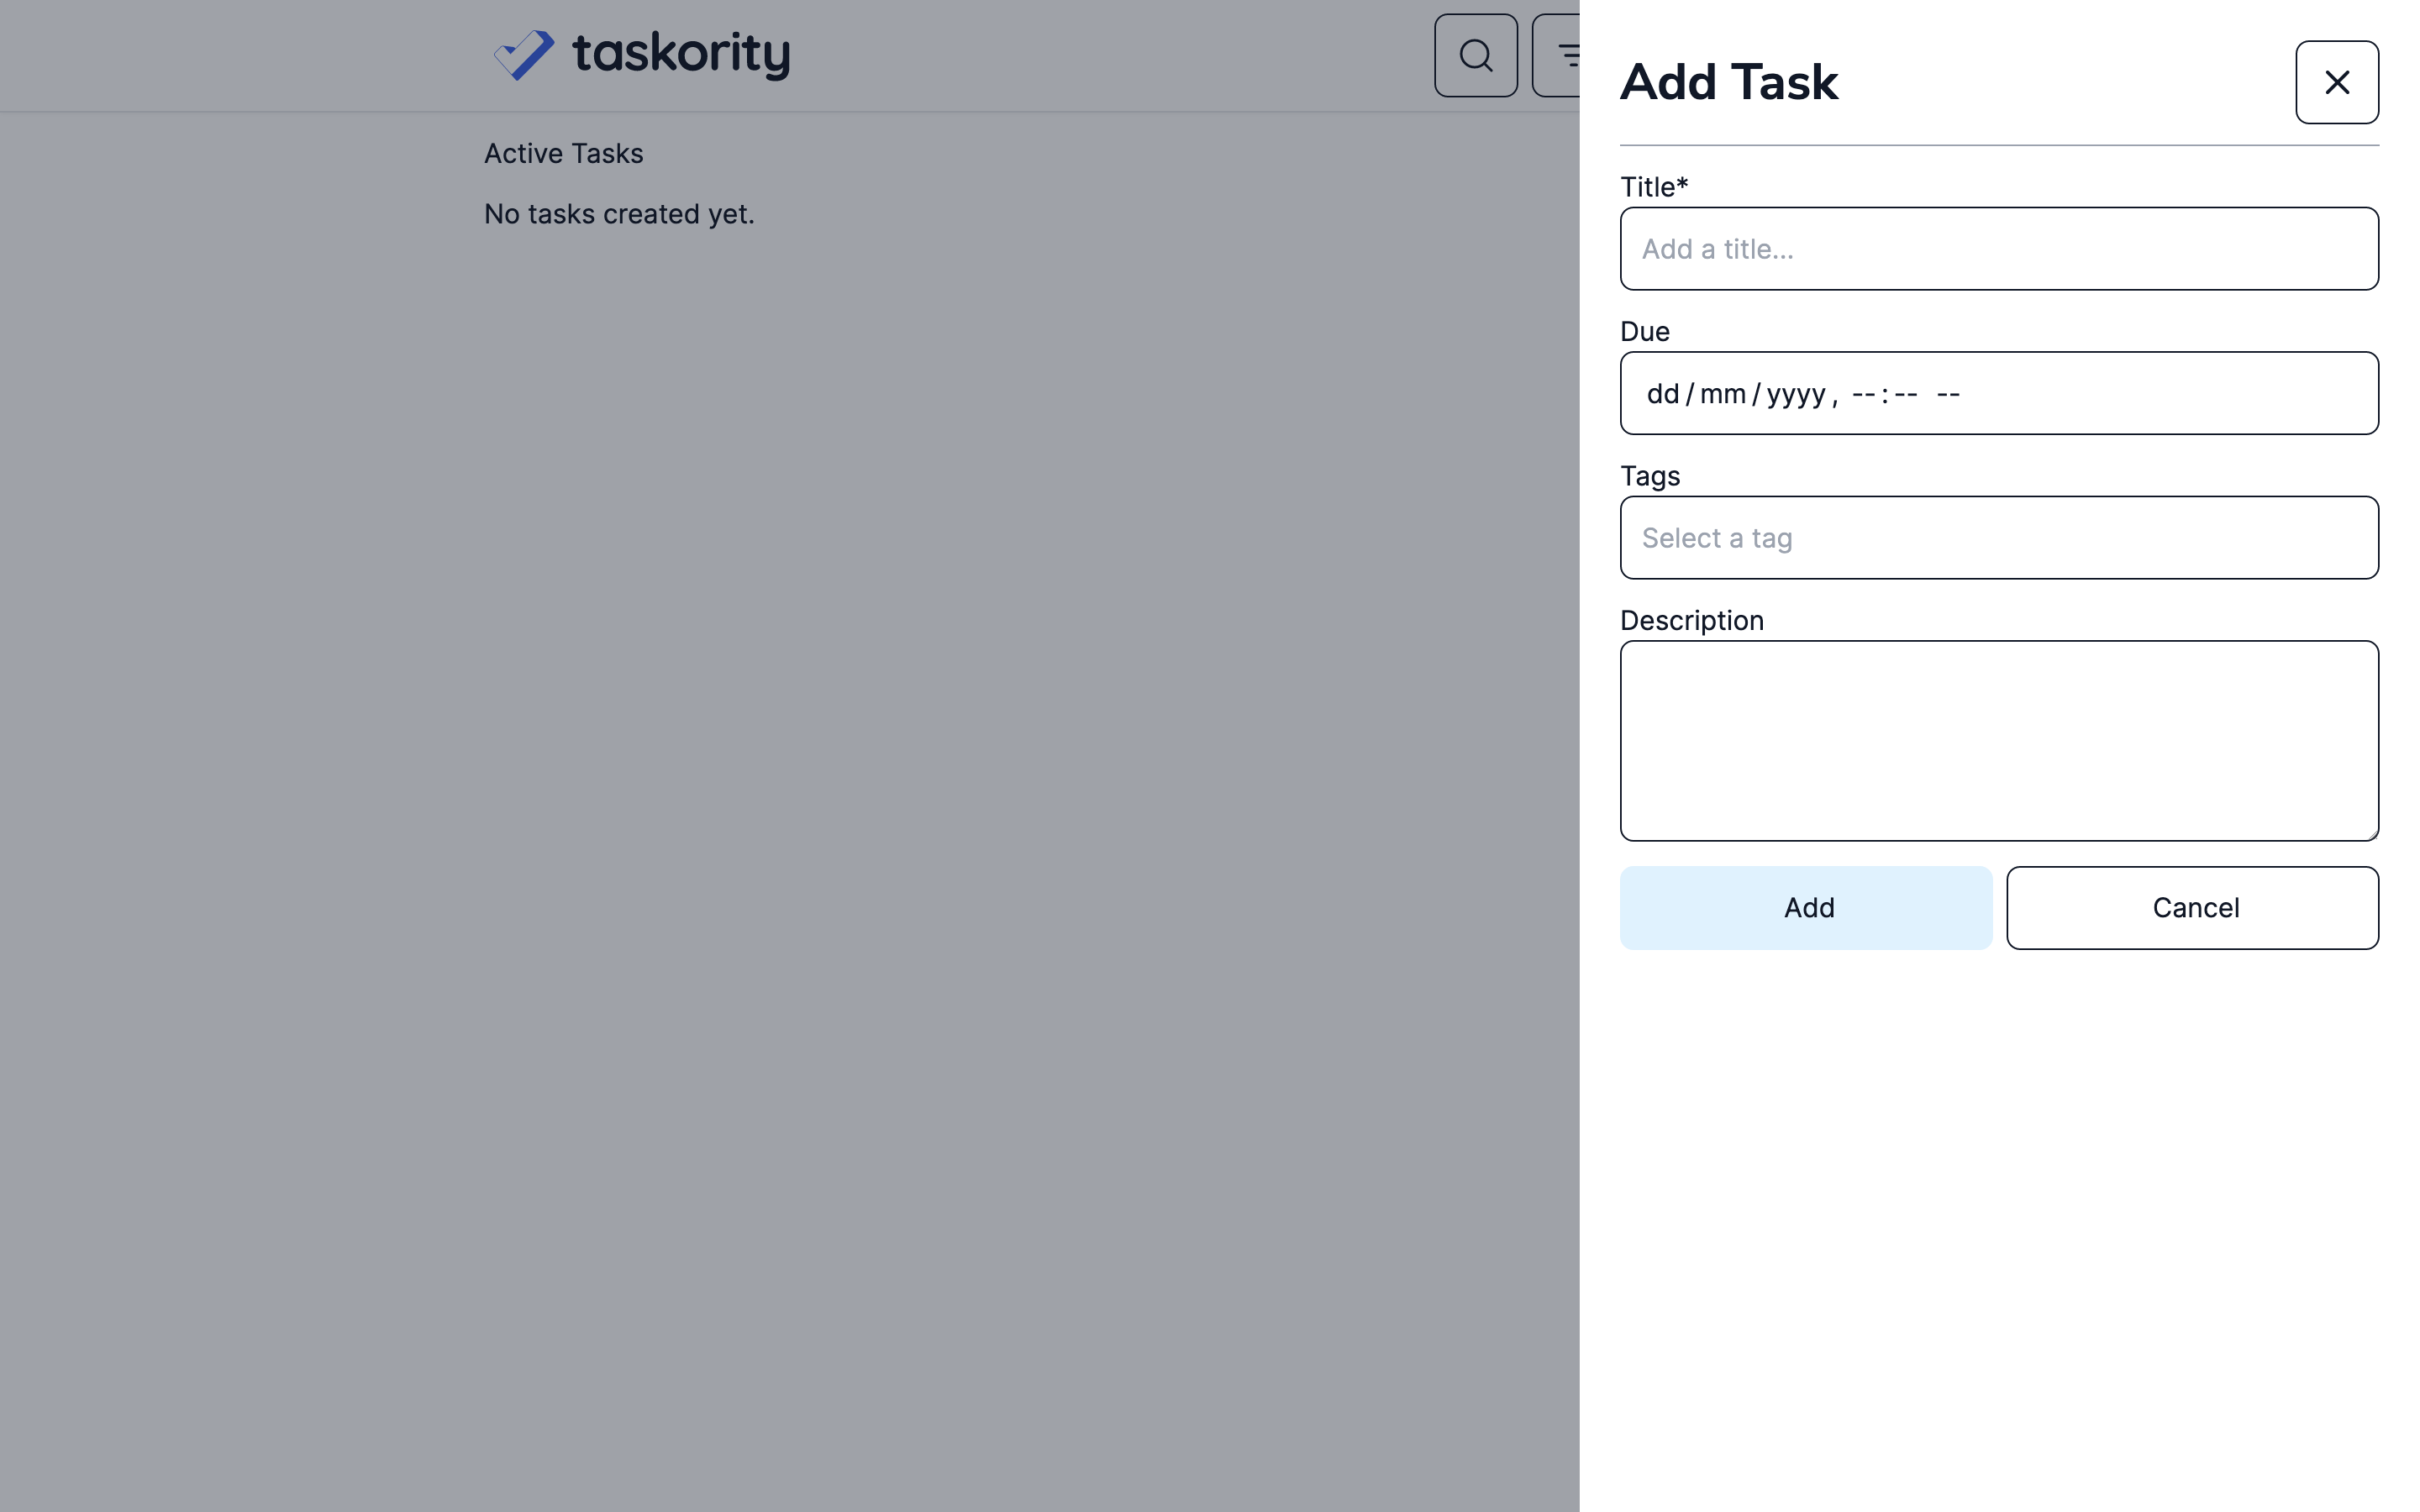 taskority
Active Tasks
No tasks created yet.
Add Task
Title*
Add a title...
Due
dd/mm/yyyy, --:-- --
Tags
Select a tag
Description
Add
Cancel